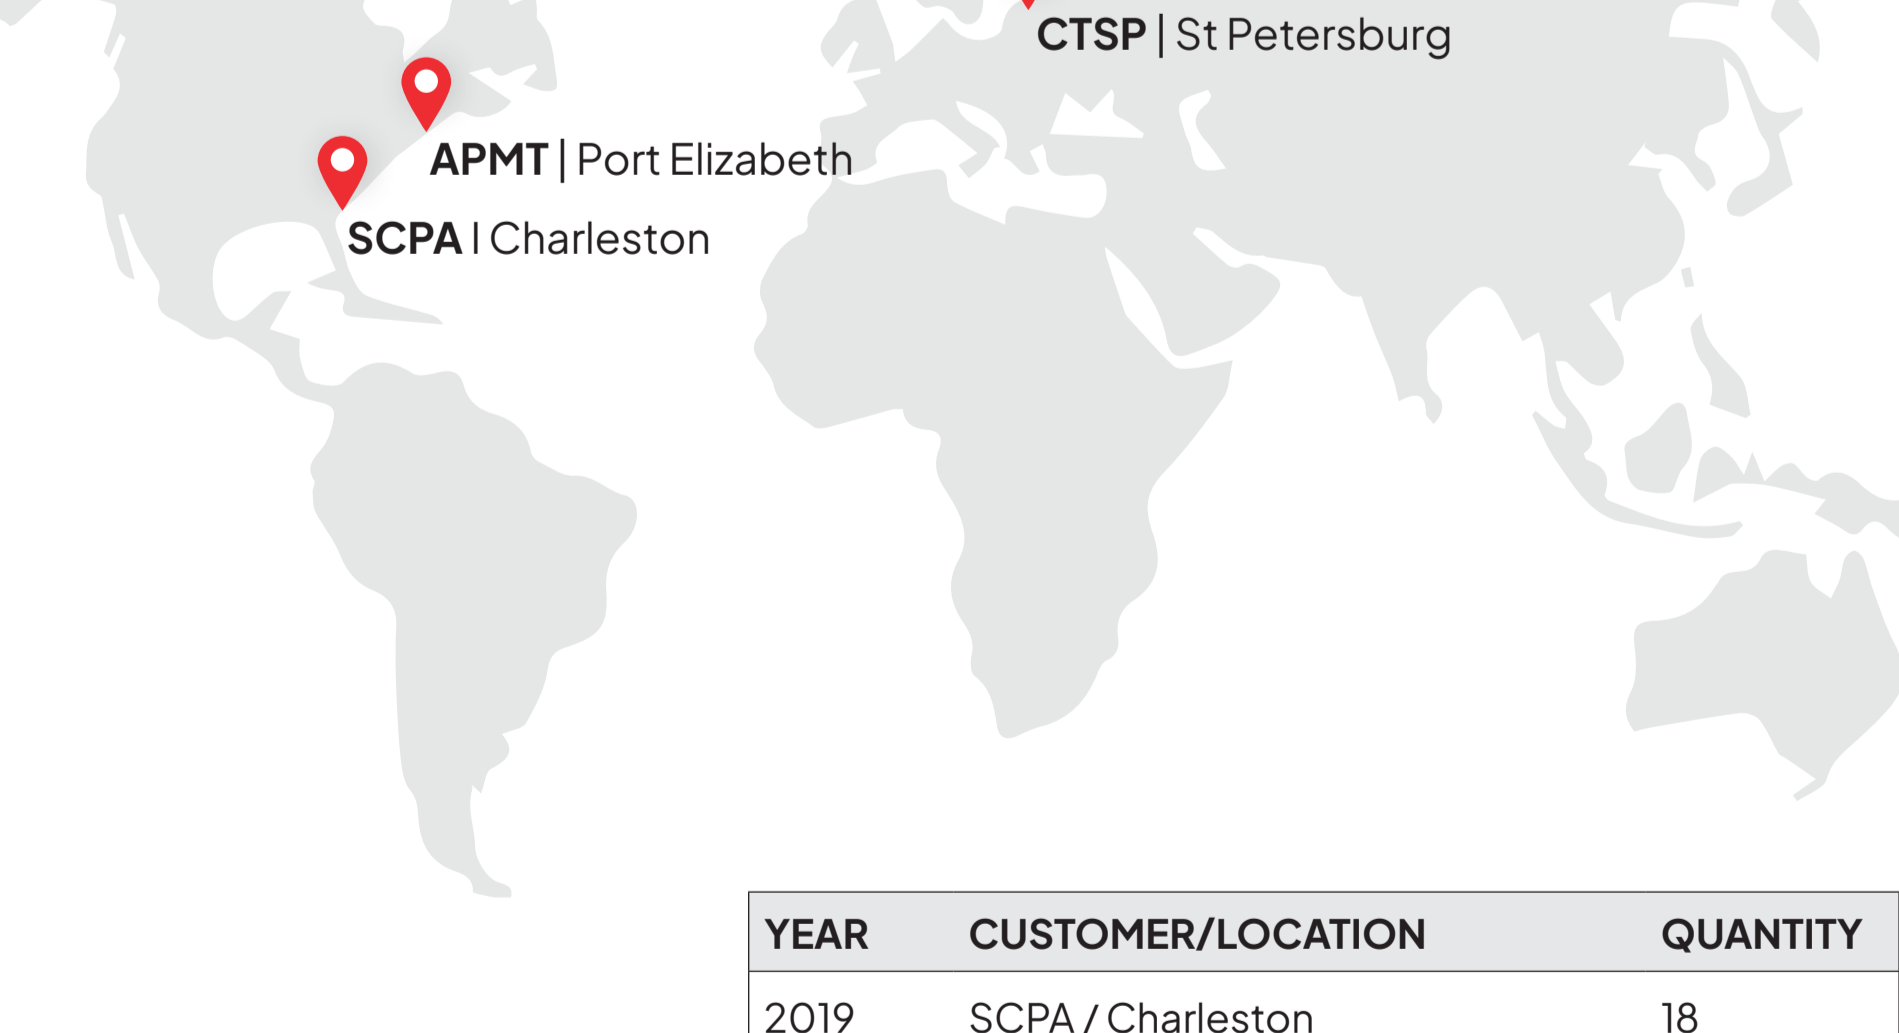 CTSP | St Petersburg
APMT | Port Elizabeth
SCPA I Charleston
YEAR CUSTOMER/LOCATION QUANTITY
2019 SCPA / Charleston 18